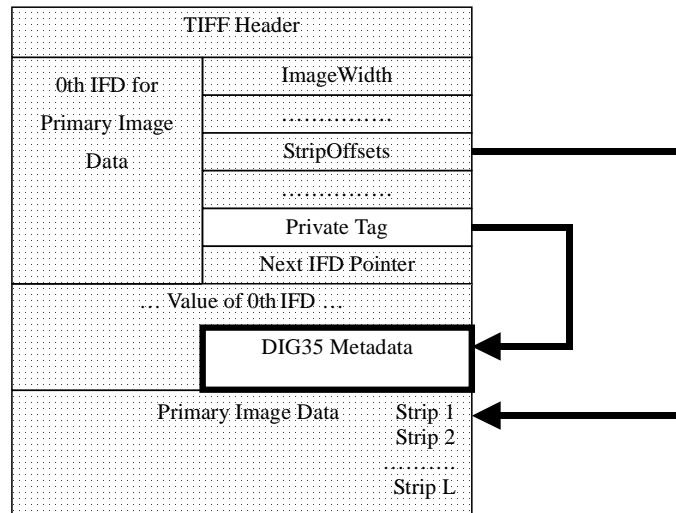 TIFF Header
0th IFD for
Primary Image
Data
ImageWidth
……………
StripOffsets
……………
Private Tag
Next IFD Pointer
… Value of 0th IFD …
DIG35 Metadata
Primary Image Data
Strip 1
Strip 2
……….
Strip L